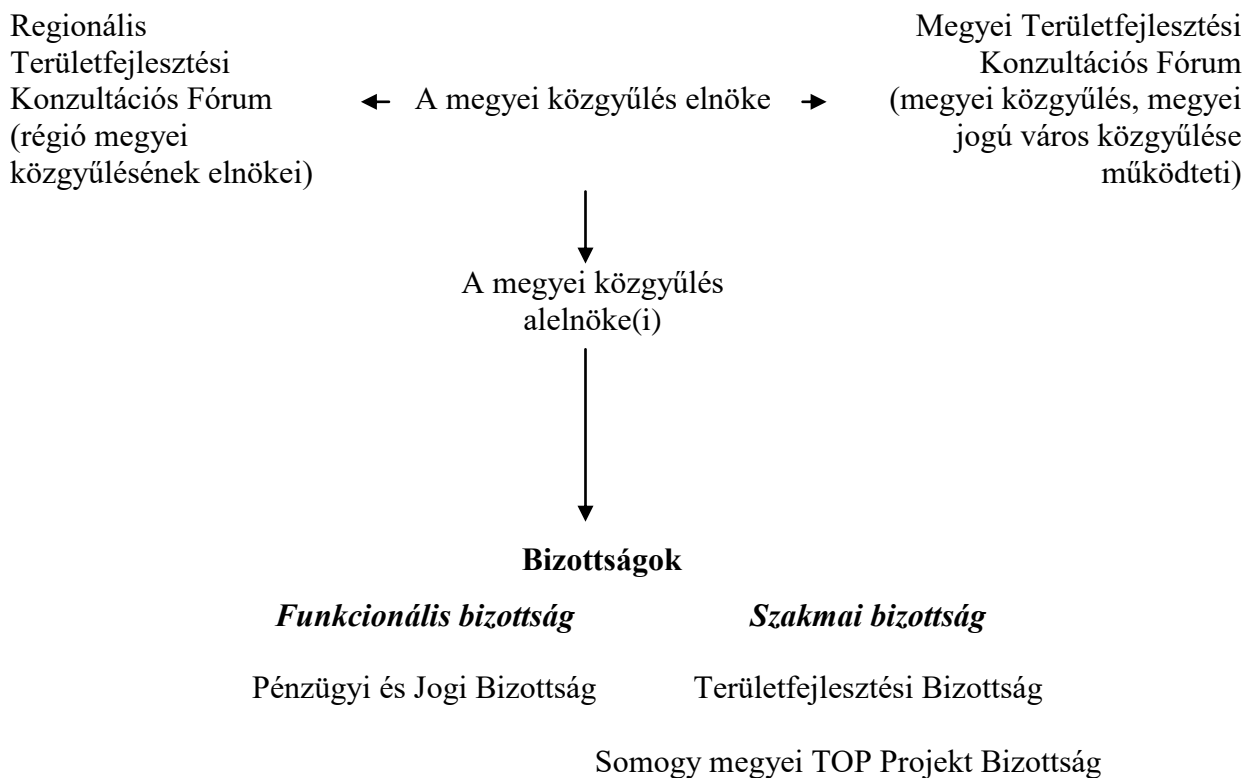 Regionális
Területfejlesztési
Konzultációs Fórum
(régió megyei
közgyűlésének elnökei)
A megyei közgyűlés elnöke
Megyei Területfejlesztési
Konzultációs Fórum
(megyei közgyűlés, megyei
jogú város közgyűlése
működteti)
A megyei közgyűlés
alelnöke(i)
Bizottságok
Funkcionális bizottság
Szakmai bizottság
Pénzügyi és Jogi Bizottság
Területfejlesztési Bizottság
Somogy megyei TOP Projekt Bizottság